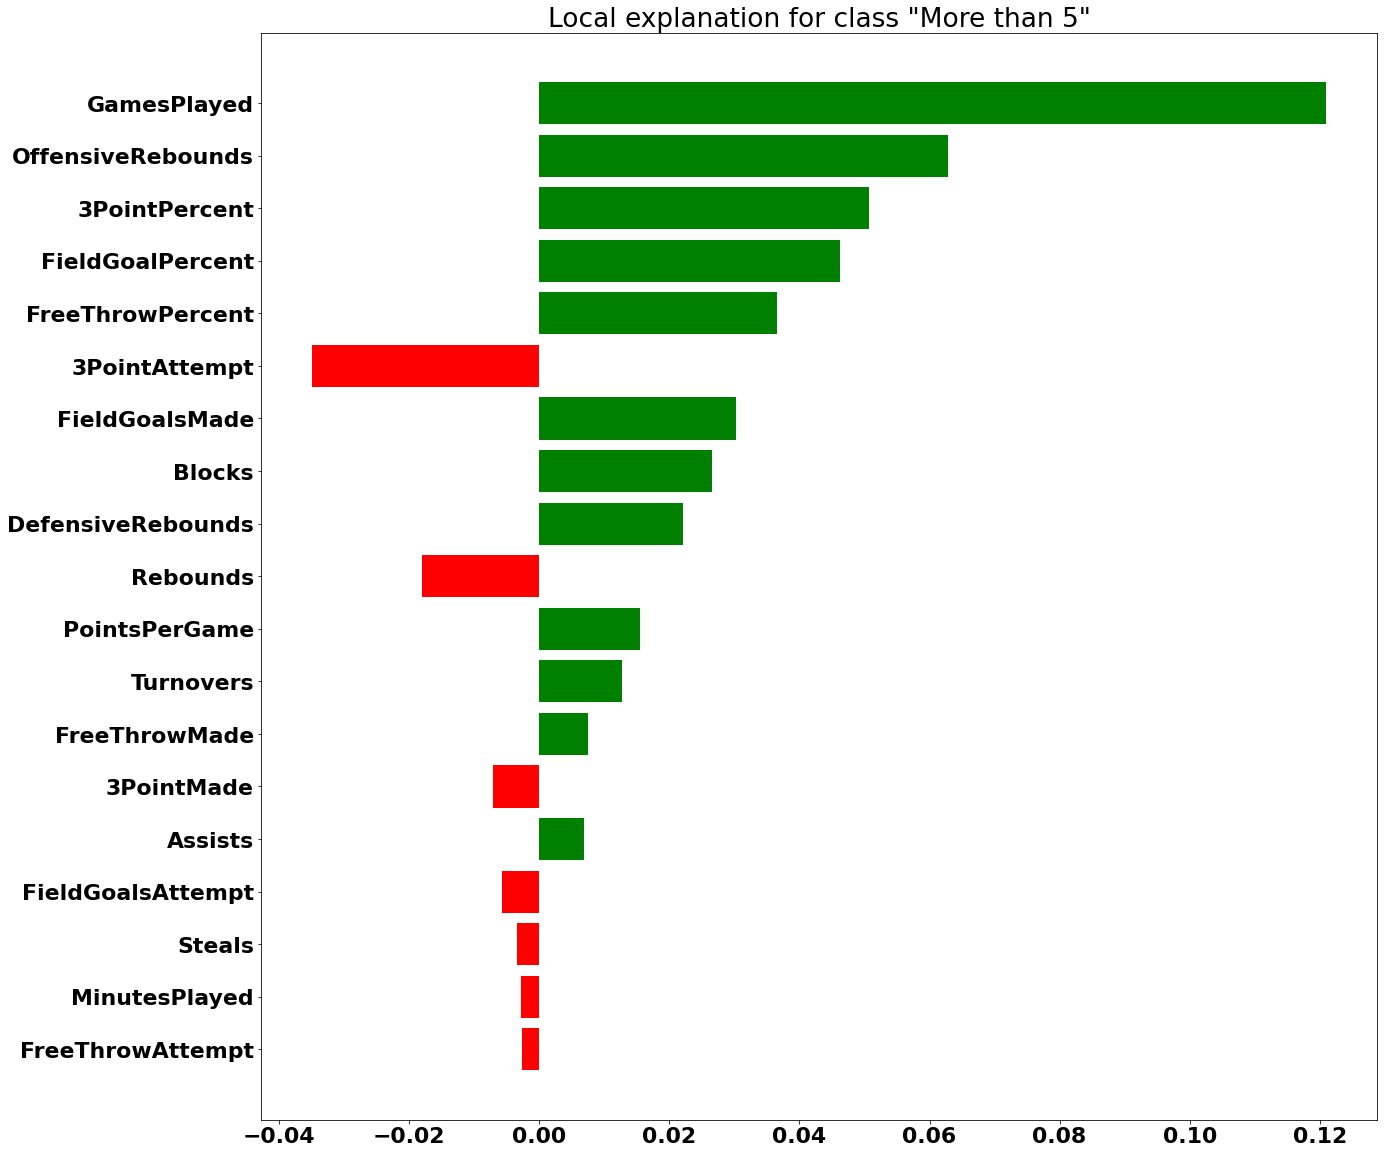 Local explanation for class "More than 5"
GamesPlayed
OffensiveRebounds
3PointPercent
FieldGoalPercent
FreeThrowPercent
3PointAttempt
FieldGoalsMade
Blocks
DefensiveRebounds
Rebounds
PointsPerGame
Turnovers
FreeThrowMade
3PointMade
Assists
FieldGoalsAttempt
Steals
MinutesPlayed
FreeThrowAttempt
−0.04 −0.02 0.00 0.02 0.04 0.06 0.08 0.10 0.12